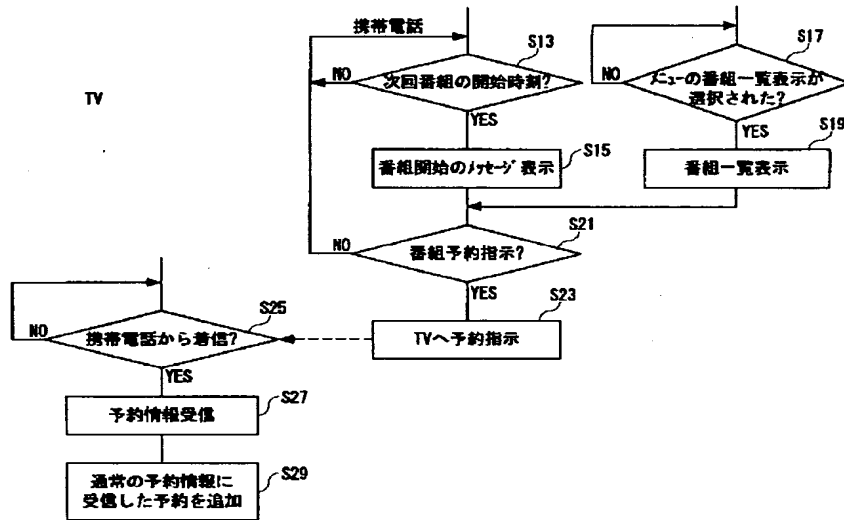 携帯電話
S13
次回番組の開始時刻?
NO
YES
S15
番組開始のメッセージ表示
S17
メニューの番組一覧表示が
選択された?
YES
NO
S19
番組一覧表示
TV
S21
番組予約指示?
NO
YES
S23
TVへ予約指示
S25
携帯電話から着信?
NO
YES
S27
予約情報受信
S29
通常の予約情報に
受信した予約を追加